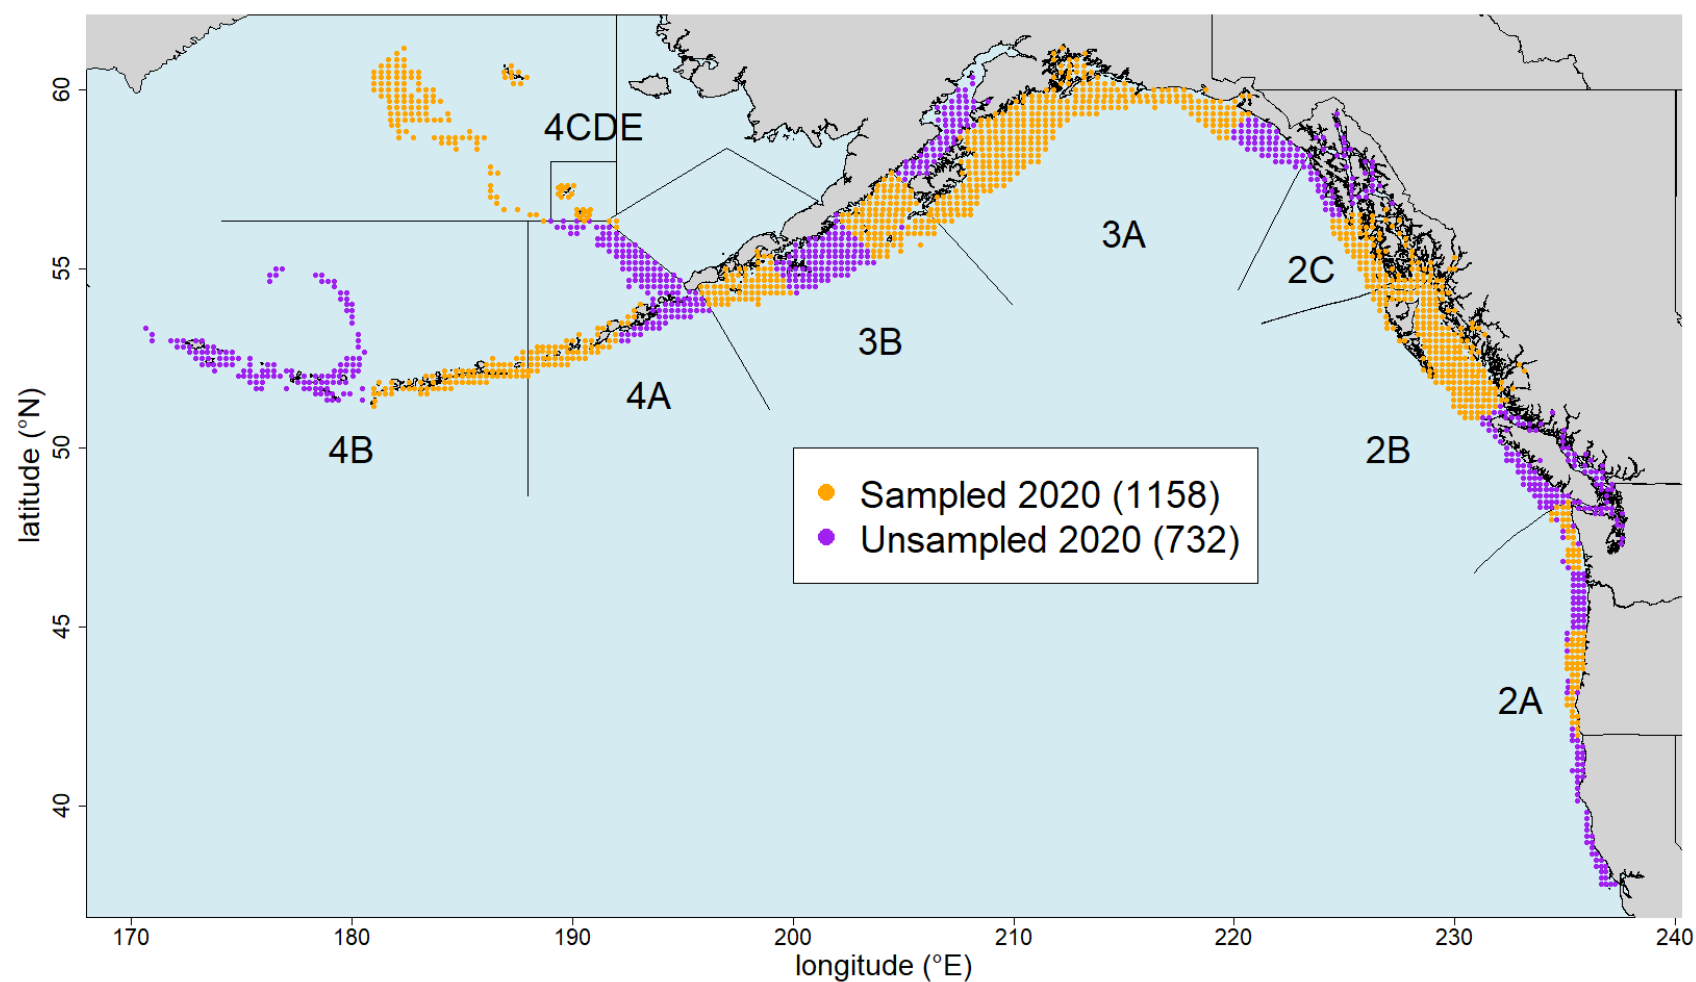 60
55
50
45
40
latitude (°N)
4CDE
3A
2C
3B
4A
4B
2B
2A
Sampled 2020 (1158)
Unsampled 2020 (732)
170
180
190
200
210
220
230
240
longitude (°E)